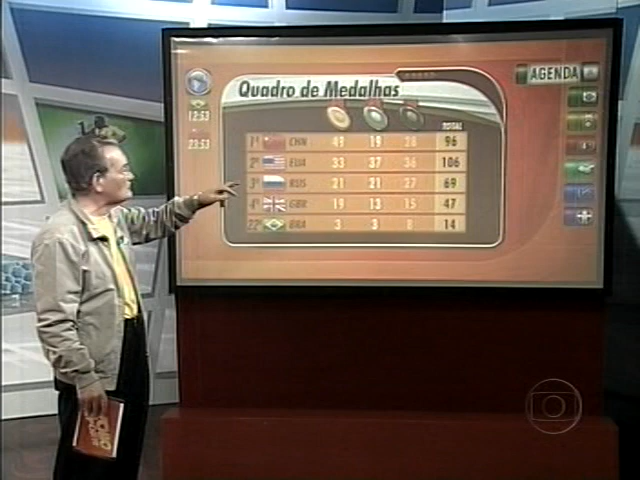 Quadro de Medalhas
AGENDA
12:53
23:53
TOTAL
1º CHN 49 19 28 96
2º EUA 33 37 36 106
3º RUS 21 21 27 69
4º GBR 19 13 15 47
22º BRA 3 3 8 14